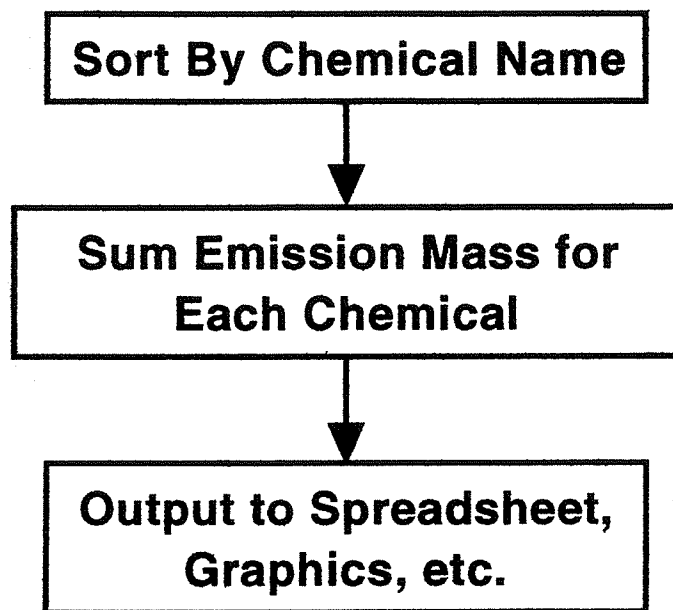 Sort By Chemical Name
Sum Emission Mass for
Each Chemical
Output to Spreadsheet,
Graphics, etc.